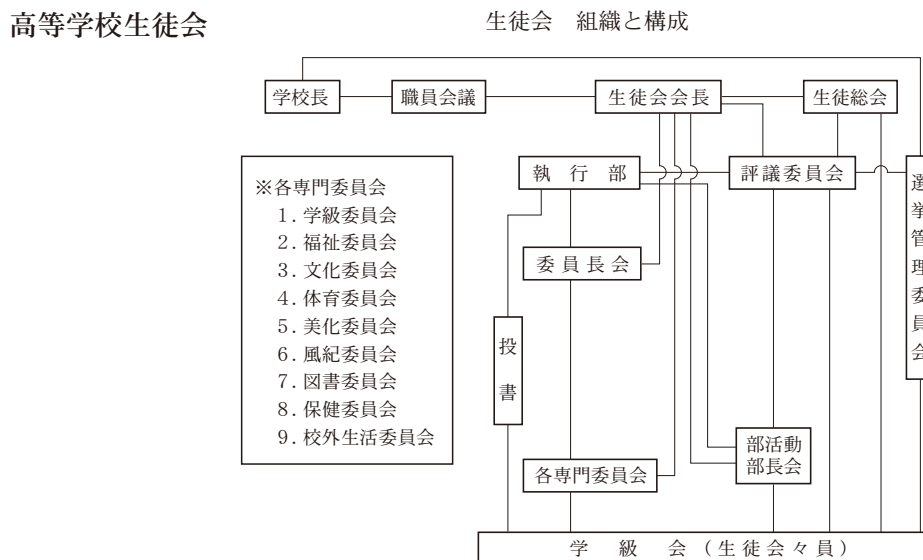 高等学校生徒会
生徒会　組織と構成
学校長
職員会議
生徒会会長
生徒総会
※各専門委員会
1. 学級委員会
2. 福祉委員会
3. 文化委員会
4. 体育委員会
5. 美化委員会
6. 風紀委員会
7. 図書委員会
8. 保健委員会
9. 校外生活委員会
執行部
評議委員会
選挙管理委員会
委員長会
投書
部活動
部長会
各専門委員会
学級会（生徒会々員）